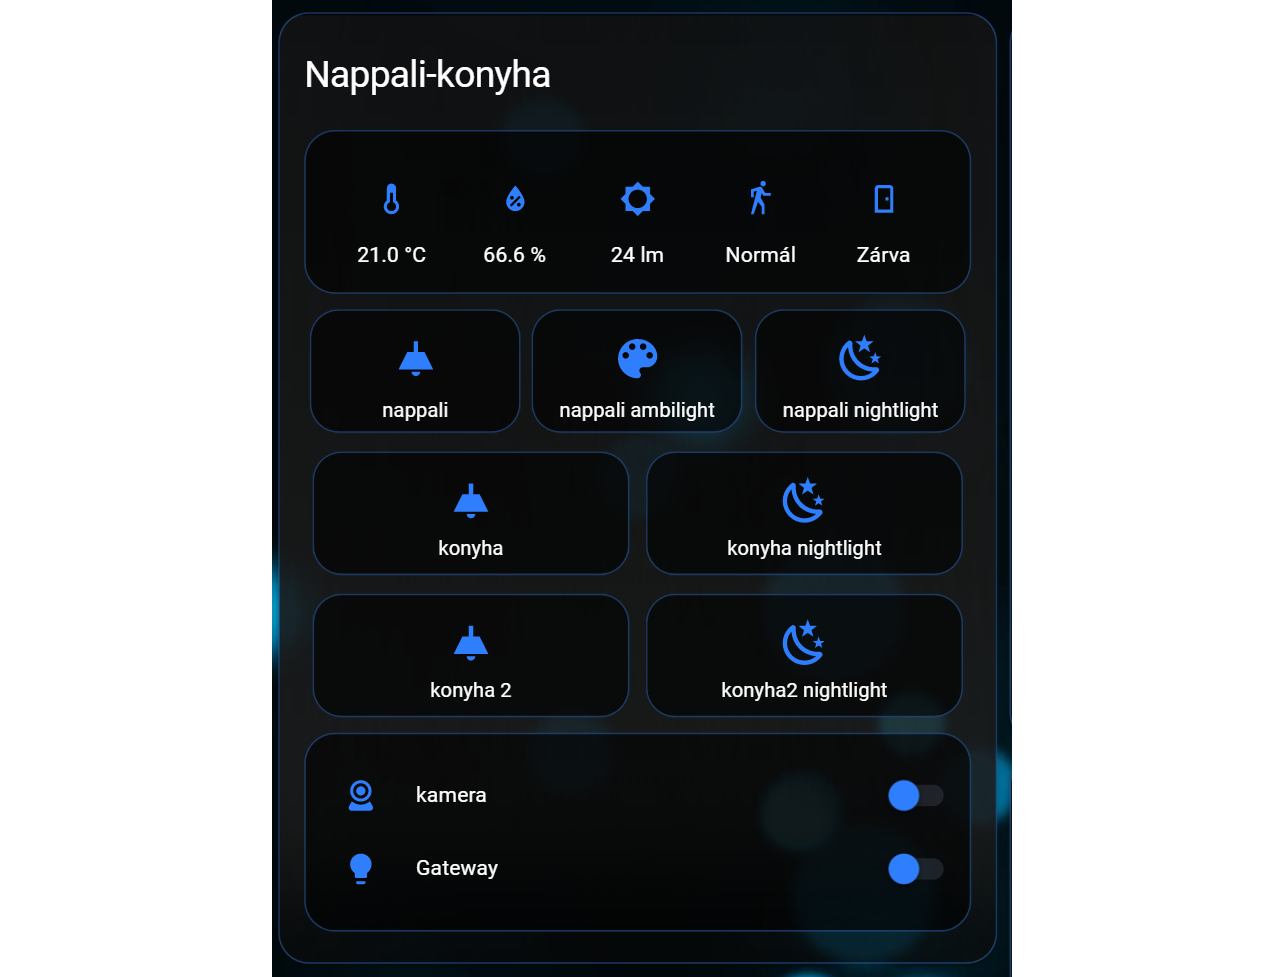 Nappali-konyha
21.0 °C 66.6 % 24 lm Normál Zárva
nappali nappali ambilight nappali nightlight
konyha konyha nightlight
konyha 2 konyha2 nightlight
kamera
Gateway